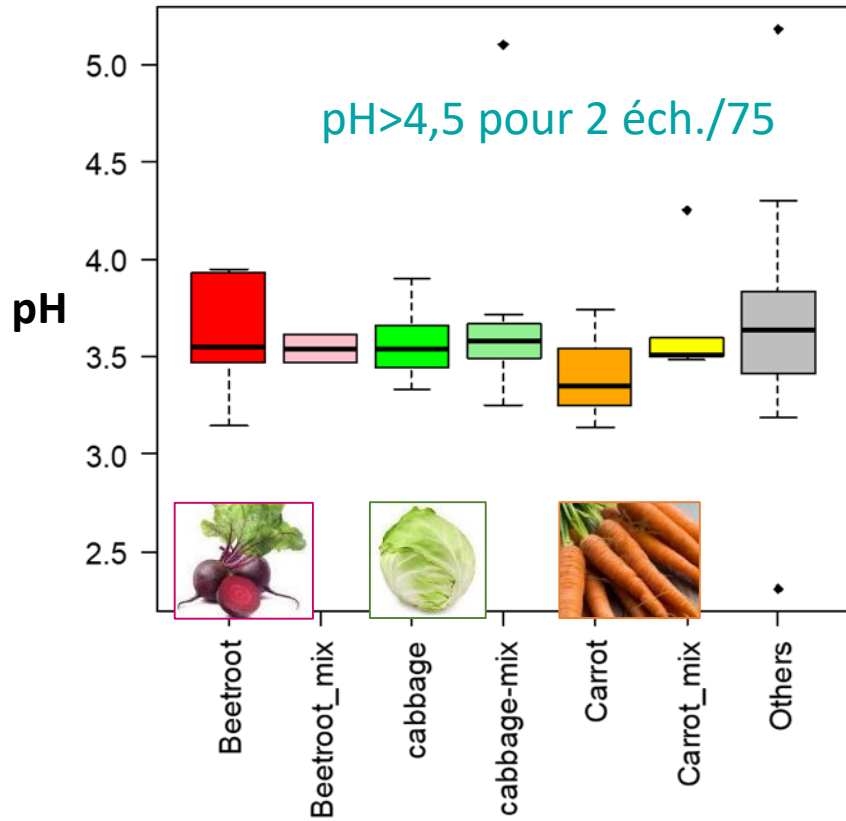 pH>4,5 pour 2 éch./75
pH
5.0
4.5
4.0
3.5
3.0
2.5
Beetroot
Beetroot_mix
cabbage
cabbage-mix
Carrot
Carrot_mix
Others